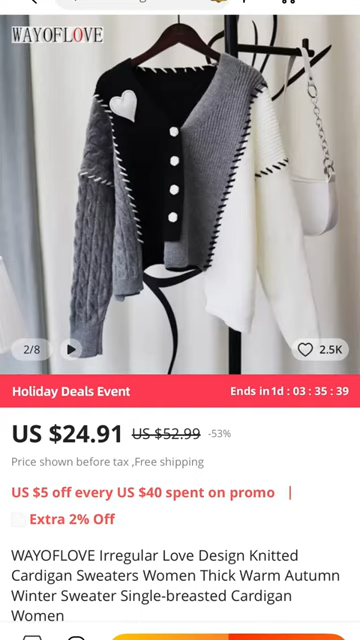 WAYOFLOVE
2/8
2.5K
Holiday Deals Event
Ends in 1d : 03 : 35 : 39
US $24.91 US $52.99 -53%
Price shown before tax ,Free shipping
US $5 off every US $40 spent on promo |
Extra 2% Off
WAYOFLOVE Irregular Love Design Knitted
Cardigan Sweaters Women Thick Warm Autumn
Winter Sweater Single-breasted Cardigan
Women